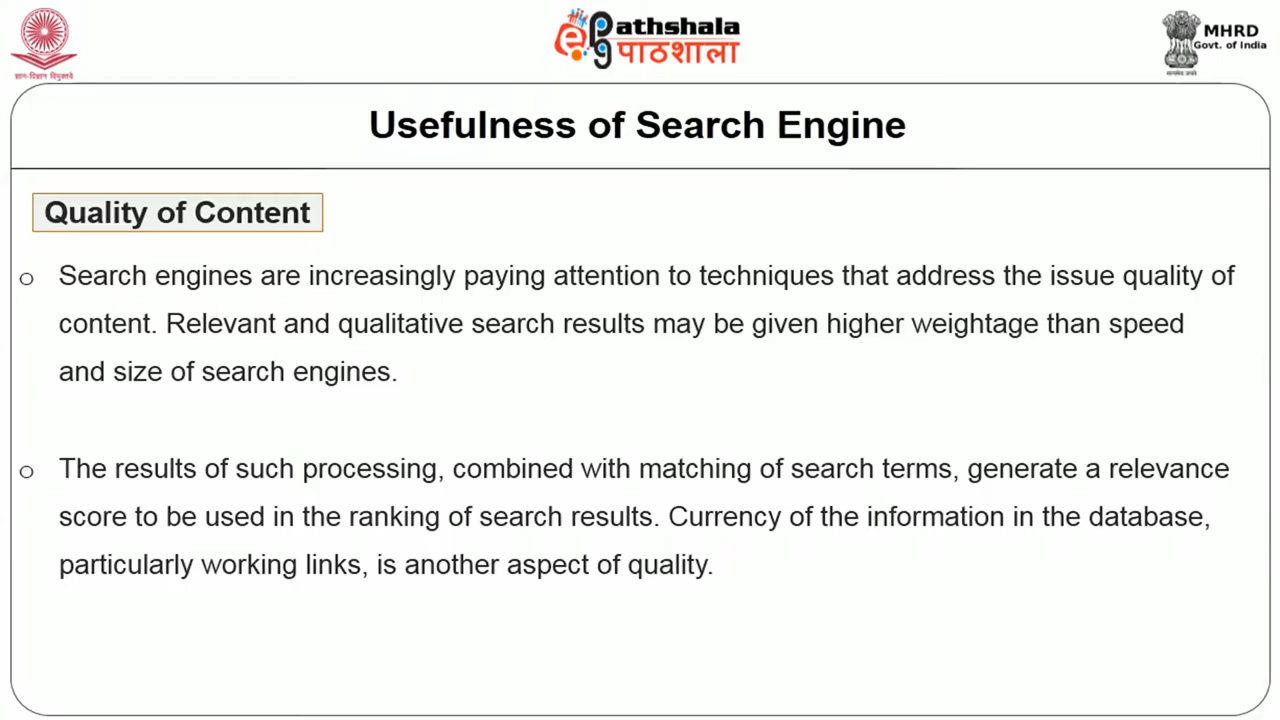 ज्ञान-विज्ञान विमुक्तये
ePathshala
पाठशाला
सत्यमेव जयते
MHRD
Govt. of India
Usefulness of Search Engine
Quality of Content
Search engines are increasingly paying attention to techniques that address the issue quality of
content. Relevant and qualitative search results may be given higher weightage than speed
and size of search engines.
The results of such processing, combined with matching of search terms, generate a relevance
score to be used in the ranking of search results. Currency of the information in the database,
particularly working links, is another aspect of quality.